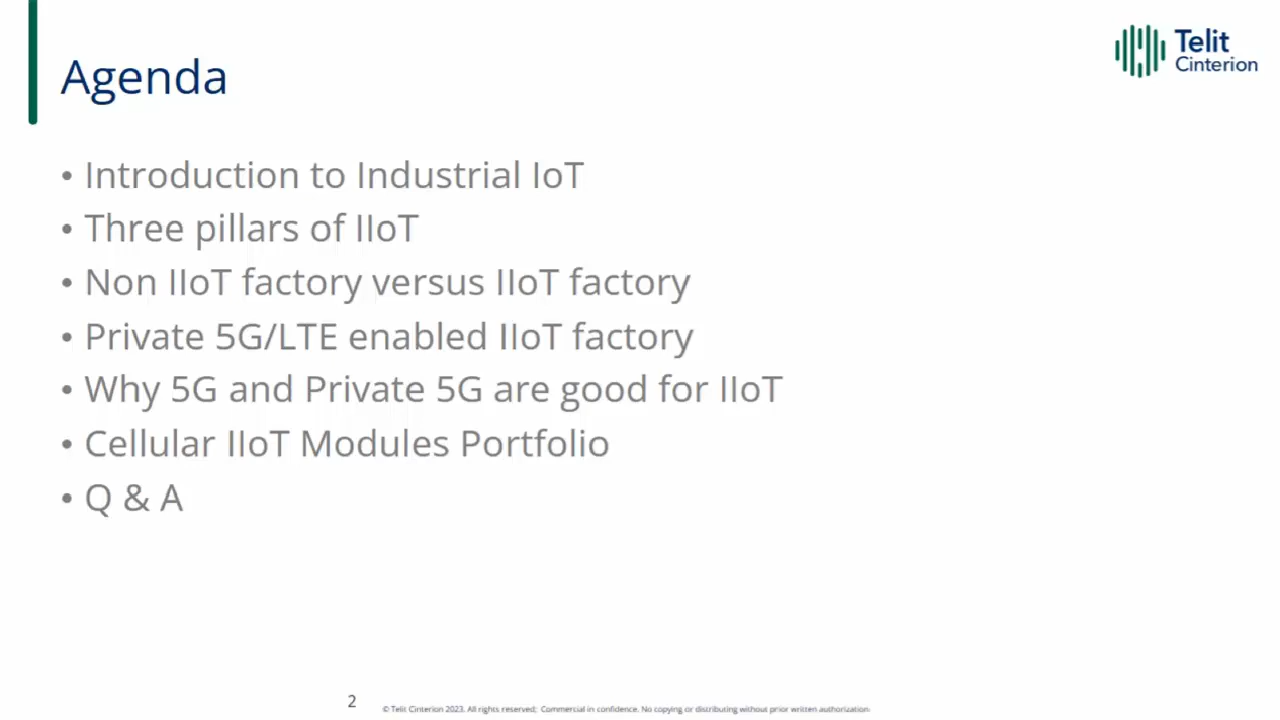 Telit
Cinterion
Agenda
• Introduction to Industrial IoT
• Three pillars of IIoT
• Non IIoT factory versus IIoT factory
• Private 5G/LTE enabled IIoT factory
• Why 5G and Private 5G are good for IIoT
• Cellular IIoT Modules Portfolio
• Q & A
2
© Telit Cinterion 2023. All rights reserved; Commercial in confidence. No copying or distributing without prior written authorization.